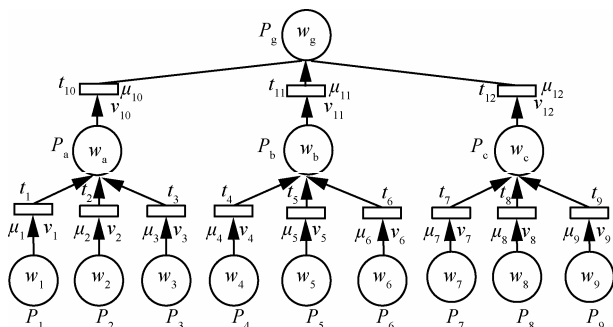 P_g w_g
t_10 μ_10 t_11 μ_11 t_12 μ_12
v_10 v_11 v_12
P_a w_a P_b w_b P_c w_c
t_1 t_2 t_3 t_4 t_5 t_6 t_7 t_8 t_9
μ_1 v_1 μ_2 v_2 μ_3 v_3 μ_4 v_4 μ_5 v_5 μ_6 v_6 μ_7 v_7 μ_8 v_8 μ_9 v_9
w_1 w_2 w_3 w_4 w_5 w_6 w_7 w_8 w_9
P_1 P_2 P_3 P_4 P_5 P_6 P_7 P_8 P_9